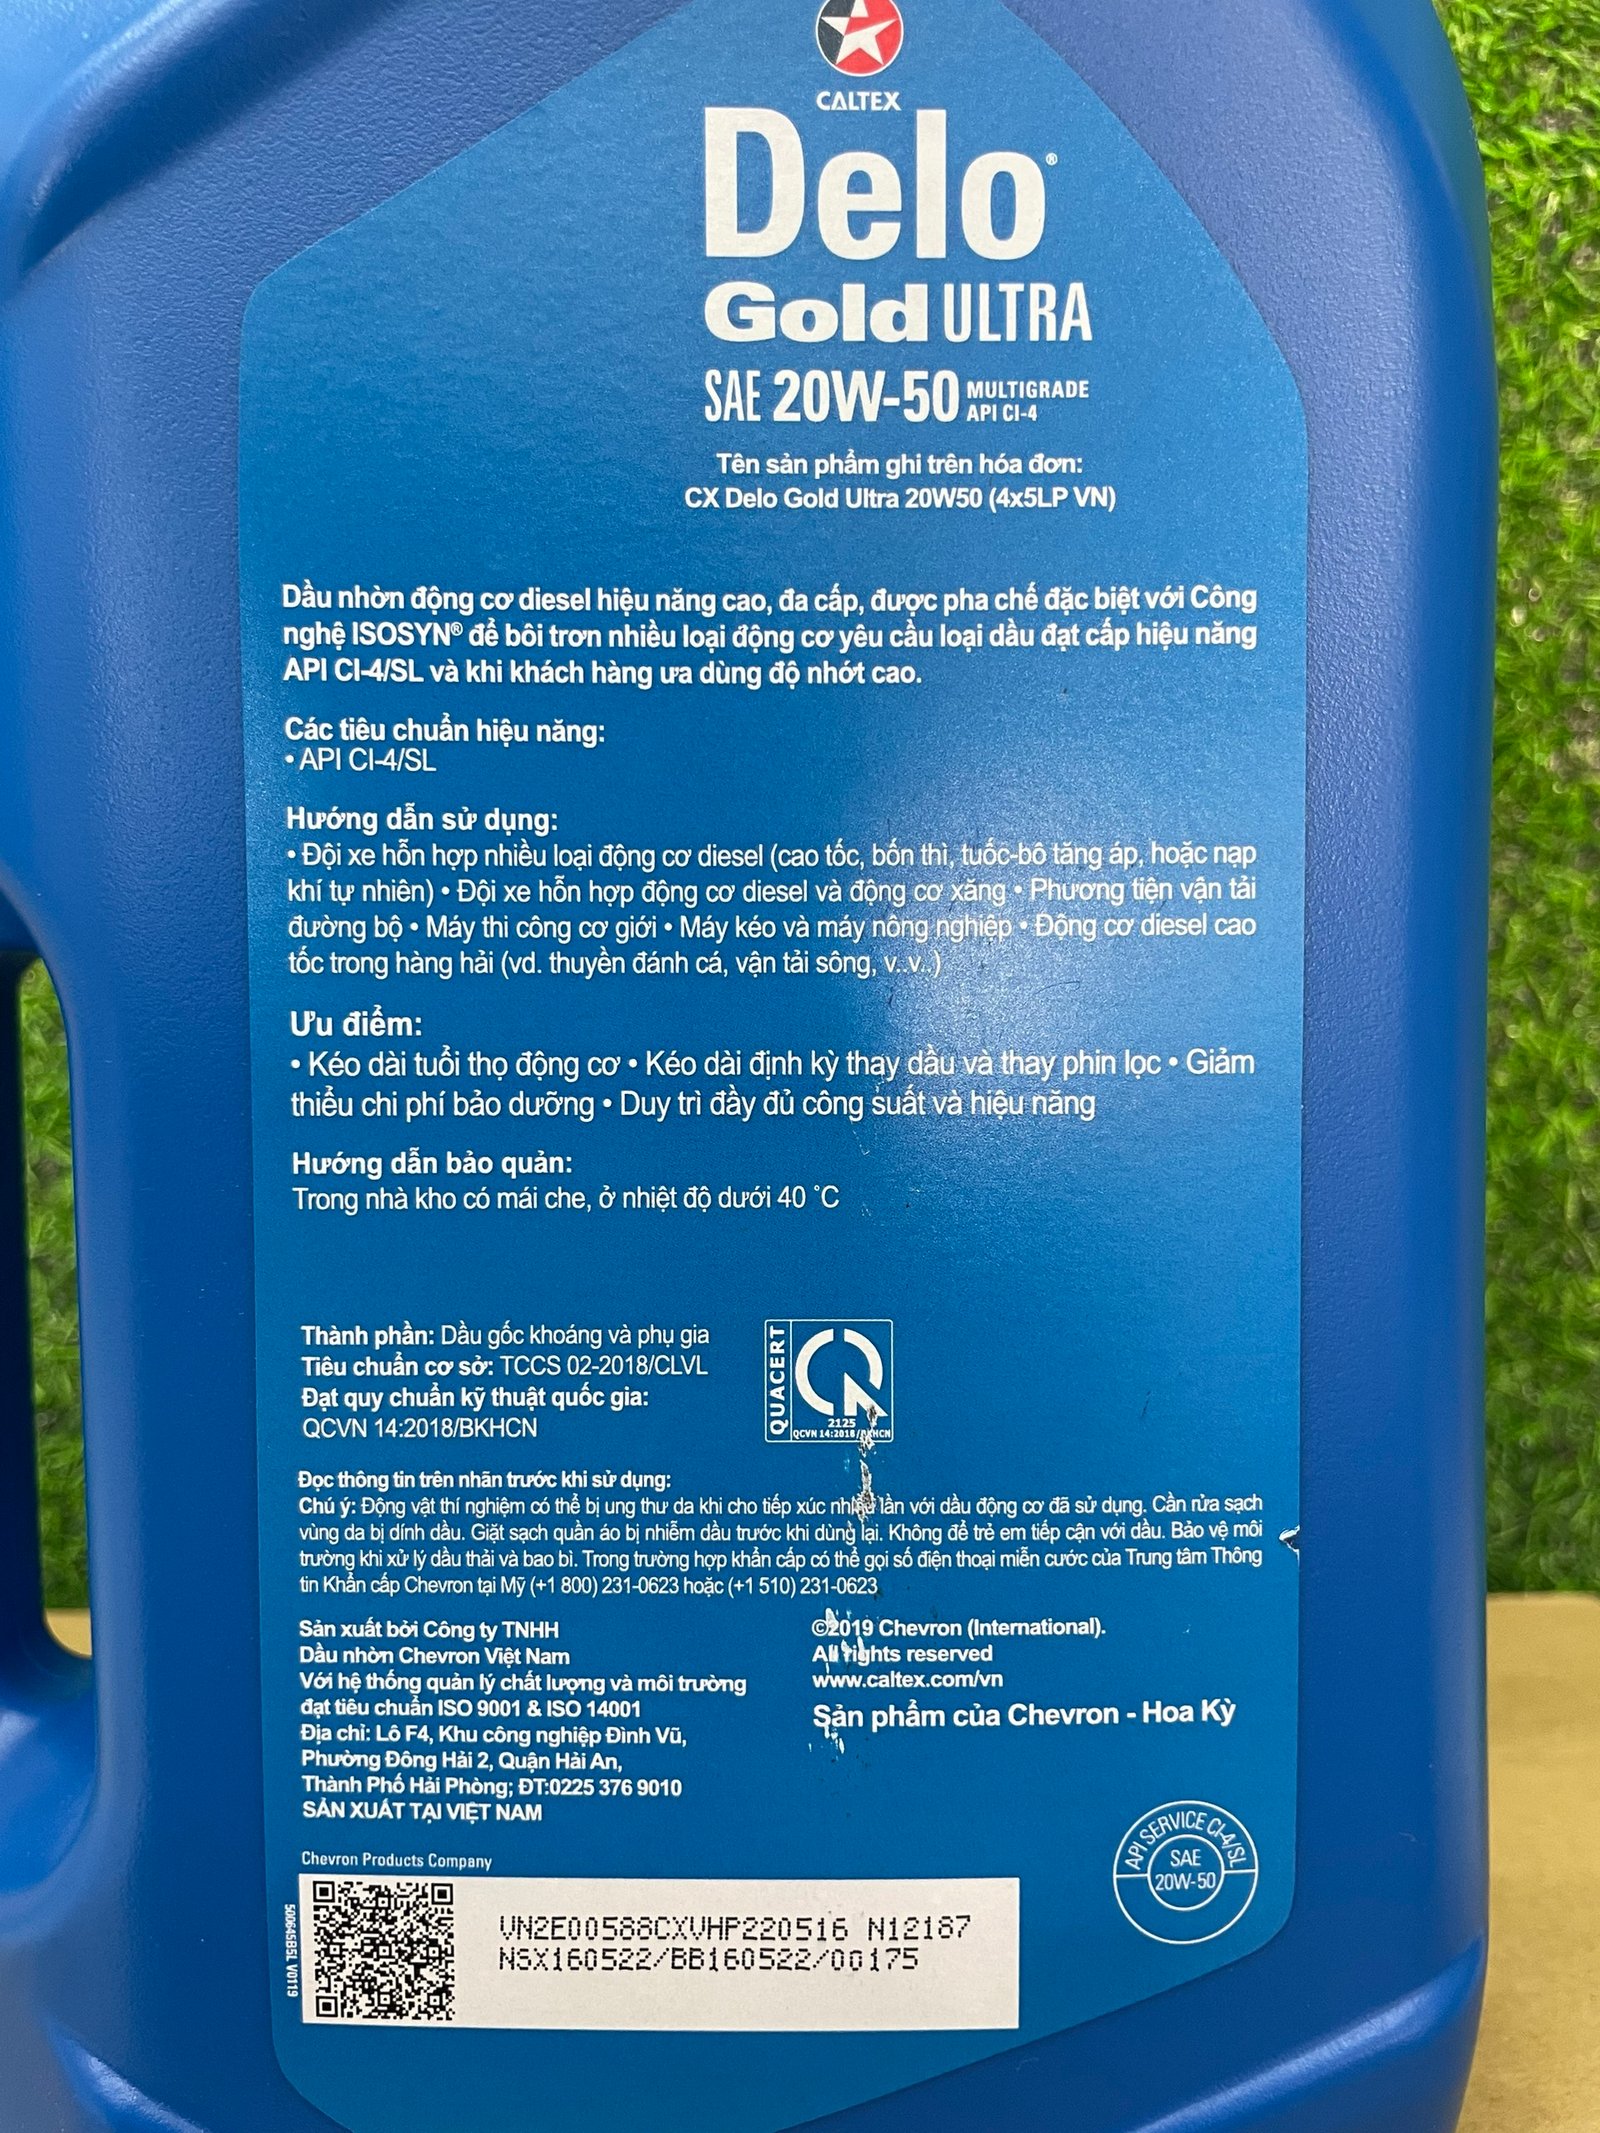 CALTEX
Delo®
Gold ULTRA
SAE 20W-50 MULTIGRADE
API CI-4
Tên sản phẩm ghi trên hóa đơn:
CX Delo Gold Ultra 20W50 (4x5LP VN)
Dầu nhờn động cơ diesel hiệu năng cao, đa cấp, được pha chế đặc biệt với Công
nghệ ISOSYN® để bôi trơn nhiều loại động cơ yêu cầu loại dầu đạt cấp hiệu năng
API CI-4/SL và khi khách hàng ưa dùng độ nhớt cao.
Các tiêu chuẩn hiệu năng:
• API CI-4/SL
Hướng dẫn sử dụng:
• Đội xe hỗn hợp nhiều loại động cơ diesel (cao tốc, bốn thì, tuốc-bô tăng áp, hoặc nạp
khí tự nhiên) • Đội xe hỗn hợp động cơ diesel và động cơ xăng • Phương tiện vận tải
đường bộ • Máy thi công cơ giới • Máy kéo và máy nông nghiệp • Động cơ diesel cao
tốc trong hàng hải (vd. thuyền đánh cá, vận tải sông, v..v..)
Ưu điểm:
• Kéo dài tuổi thọ động cơ • Kéo dài định kỳ thay dầu và thay phin lọc • Giảm
thiểu chi phí bảo dưỡng • Duy trì đầy đủ công suất và hiệu năng
Hướng dẫn bảo quản:
Trong nhà kho có mái che, ở nhiệt độ dưới 40 °C
Thành phần: Dầu gốc khoáng và phụ gia
Tiêu chuẩn cơ sở: TCCS 02-2018/CLVL
Đạt quy chuẩn kỹ thuật quốc gia:
QCVN 14:2018/BKHCN
QUACERT
2125
QCVN 14:2018/BKHCN
Đọc thông tin trên nhãn trước khi sử dụng:
Chú ý: Động vật thí nghiệm có thể bị ung thư da khi cho tiếp xúc nhiều lần với dầu động cơ đã sử dụng. Cần rửa sạch
vùng da bị dính dầu. Giặt sạch quần áo bị nhiễm dầu trước khi dùng lại. Không để trẻ em tiếp cận với dầu. Bảo vệ môi
trường khi xử lý dầu thải và bao bì. Trong trường hợp khẩn cấp có thể gọi số điện thoại miễn cước của Trung tâm Thông
tin Khẩn cấp Chevron tại Mỹ (+1 800) 231-0623 hoặc (+1 510) 231-0623
Sản xuất bởi Công ty TNHH
Dầu nhờn Chevron Việt Nam
Với hệ thống quản lý chất lượng và môi trường
đạt tiêu chuẩn ISO 9001 & ISO 14001
Địa chỉ: Lô F4, Khu công nghiệp Đình Vũ,
Phường Đông Hải 2, Quận Hải An,
Thành Phố Hải Phòng; ĐT:0225 376 9010
SẢN XUẤT TẠI VIỆT NAM
©2019 Chevron (International).
All rights reserved
www.caltex.com/vn
Sản phẩm của Chevron - Hoa Kỳ
API SERVICE CI-4/SL
SAE
20W-50
Chevron Products Company
500645B5L V0119
VN2E00588CXVHP220516 N12187
NSX160522/BB160522/00175